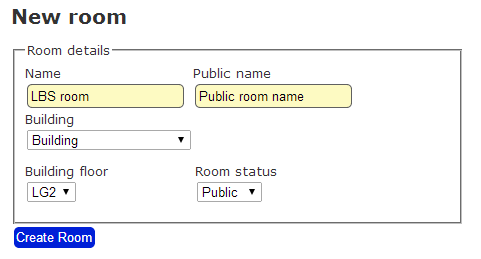 New room
Room details
Name Public name
LBS room Public room name
Building
Building
Building floor Room status
LG2 Public
Create Room